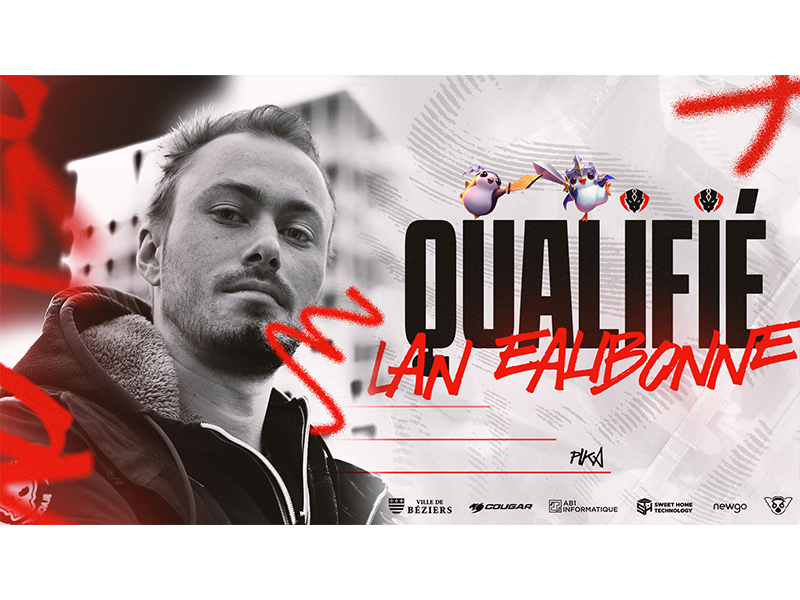 QUALIFIÉ
LAN EAUBONNE
PIKA
VILLE DE
BÉZIERS
COUGAR
AB1
INFORMATIQUE
SWEET HOME
TECHNOLOGY
newgo